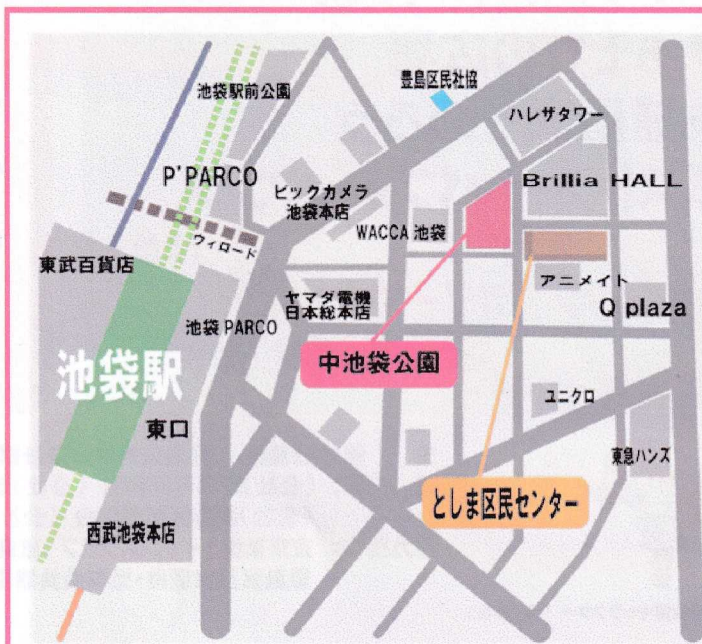 豊島区民社協
池袋駅前公園
ハレザタワー
P'PARCO
ビックカメラ
池袋本店
Brillia HALL
WACCA 池袋
ウィロード
東武百貨店
アニメイト
ヤマダ電機
日本総本店
Q plaza
池袋 PARCO
中池袋公園
池袋駅
ユニクロ
東口
東急ハンズ
としま区民センター
西武池袋本店